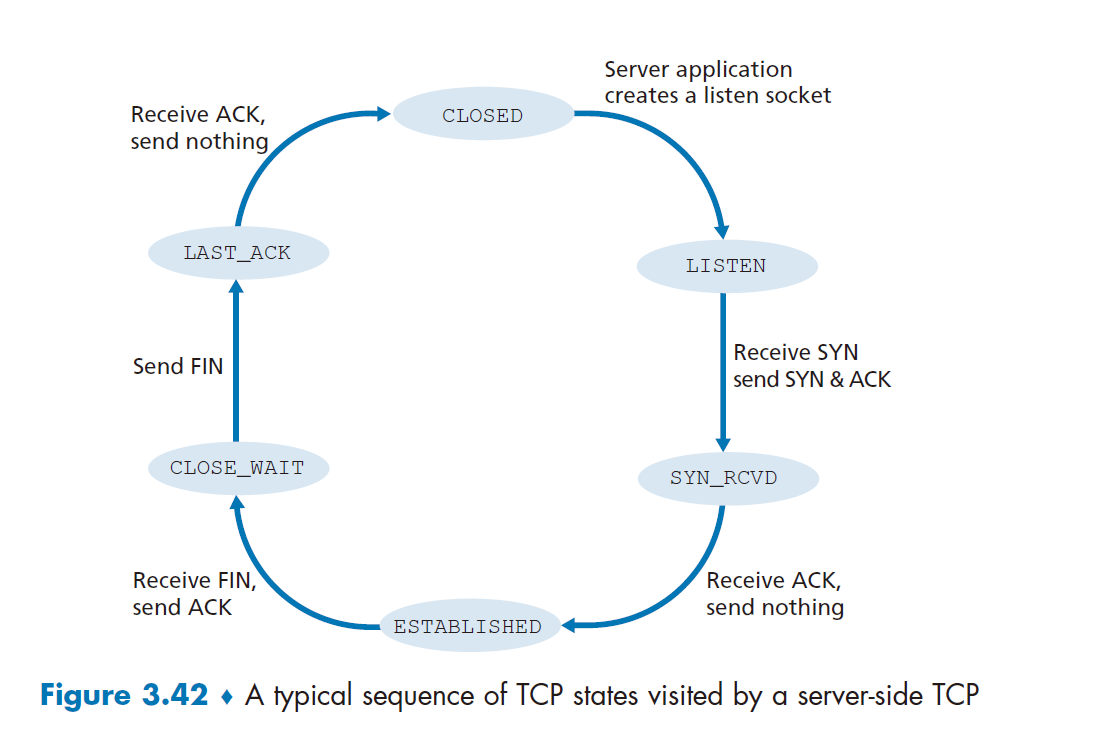 Server application
creates a listen socket
Receive ACK,
send nothing
CLOSED
LAST_ACK
LISTEN
Receive SYN
send SYN & ACK
Send FIN
CLOSE_WAIT
SYN_RCVD
Receive FIN,
send ACK
Receive ACK,
send nothing
ESTABLISHED
Figure 3.42 ♦ A typical sequence of TCP states visited by a server-side TCP